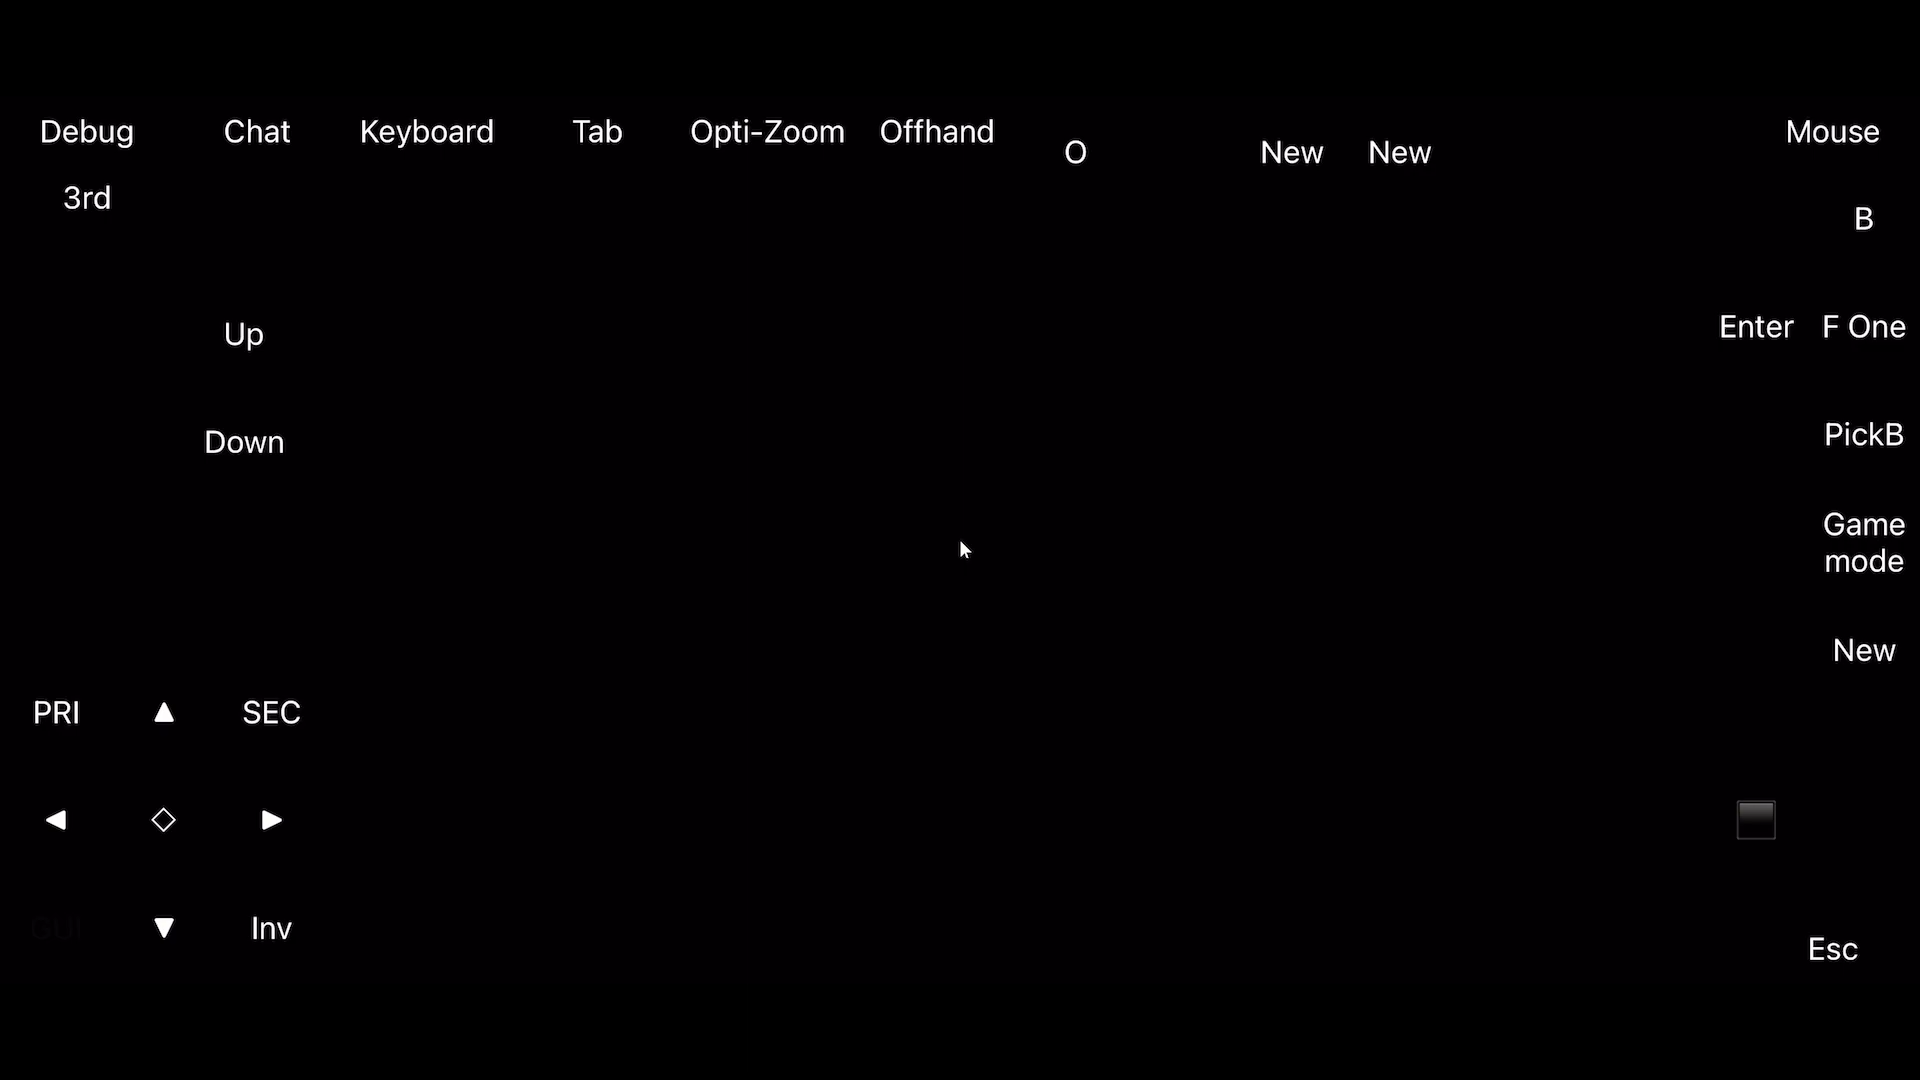 Debug
Chat
Keyboard
Tab
Opti-Zoom
Offhand
O
New
New
Mouse
3rd
B
Up
Enter
F One
Down
PickB
Game
mode
New
PRI
▲
SEC
◀
◇
▶
GUI
▼
Inv
Esc